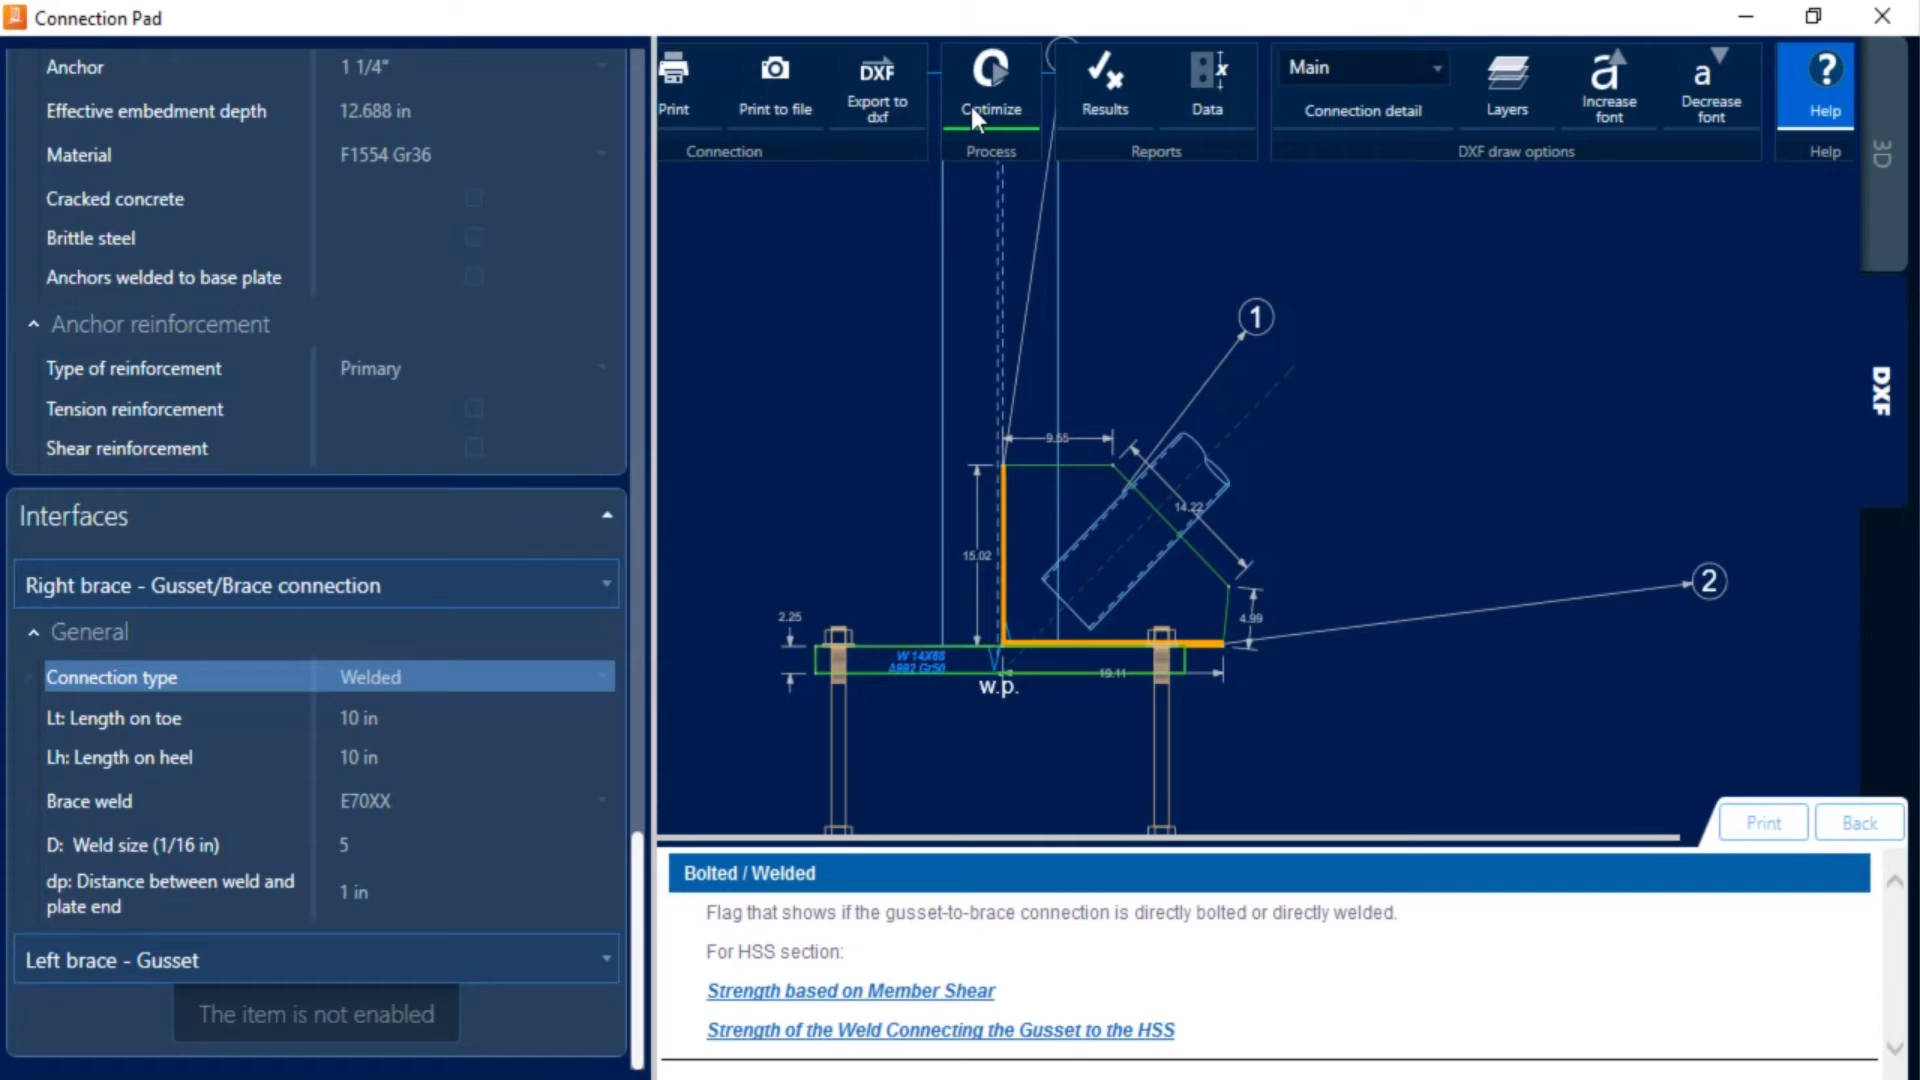 Connection Pad
Anchor
1 1/4"
Effective embedment depth
12.688 in
Material
F1554 Gr36
Cracked concrete
Brittle steel
Anchors welded to base plate
Anchor reinforcement
Type of reinforcement
Primary
Tension reinforcement
Shear reinforcement
Interfaces
Right brace - Gusset/Brace connection
General
Connection type
Welded
Lt: Length on toe
10 in
Lh: Length on heel
10 in
Brace weld
E70XX
D: Weld size (1/16 in)
5
dp: Distance between weld and
plate end
1 in
Left brace - Gusset
The item is not enabled
Print
Print to file
DXF
Export to
dxf
Connection
Optimize
Process
Results
Data
Reports
Main
Connection detail
Layers
Increase
font
Decrease
font
DXF draw options
?
Help
Help
3D
DXF
1
2
9.55
14.22
15.02
4.99
2.25
W 14X68
A992 Gr50
19.11
w.p.
Print
Back
Bolted / Welded
Flag that shows if the gusset-to-brace connection is directly bolted or directly welded.
For HSS section:
Strength based on Member Shear
Strength of the Weld Connecting the Gusset to the HSS